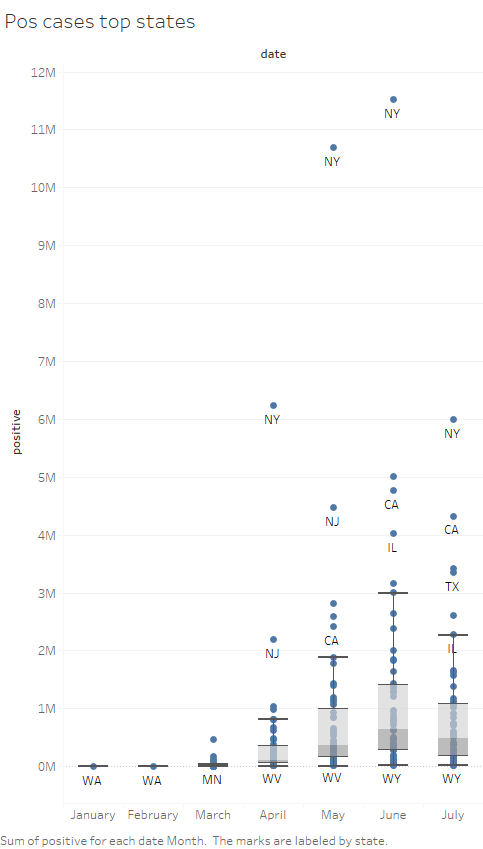 Pos cases top states
date
12M
NY
11M
NY
10M
9M
8M
7M
NY
6M
NY
positive
5M
CA
NJ
CA
4M
IL
TX
3M
CA
2M
NJ
IL
1M
0M
WA
WA
MN
WV
WV
WY
WY
January
February
March
April
May
June
July
Sum of positive for each date Month. The marks are labeled by state.